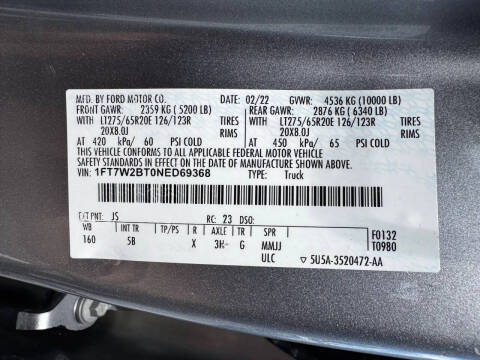 MFD. BY FORD MOTOR CO. 02/22 GVWR: 4536 KG (10000 LB)
FRONT GAWR: 2359 KG ( 5200 LB) REAR GAWR: 2876 KG ( 6340 LB)
WITH LT275/65R20E 126/123R TIRES WITH LT275/65R20E 126/123R TIRES
20X8.0J RIMS 20X8.0J RIMS
AT 420 kPa/ 60 PSI COLD AT 450 kPa/ 65 PSI COLD
THIS VEHICLE CONFORMS TO ALL APPLICABLE FEDERAL MOTOR VEHICLE
SAFETY STANDARDS IN EFFECT ON THE DATE OF MANUFACTURE SHOWN ABOVE.
VIN: 1FT7W2BT0NED69368 TYPE: Truck
EXT PNT: JS RC: 23 DSO: F0132
WB INT TR TP/PS R AXLE TR SPR T0980
160 SB X 3H G MMJJ
ULC 5U5A-3520472-AA